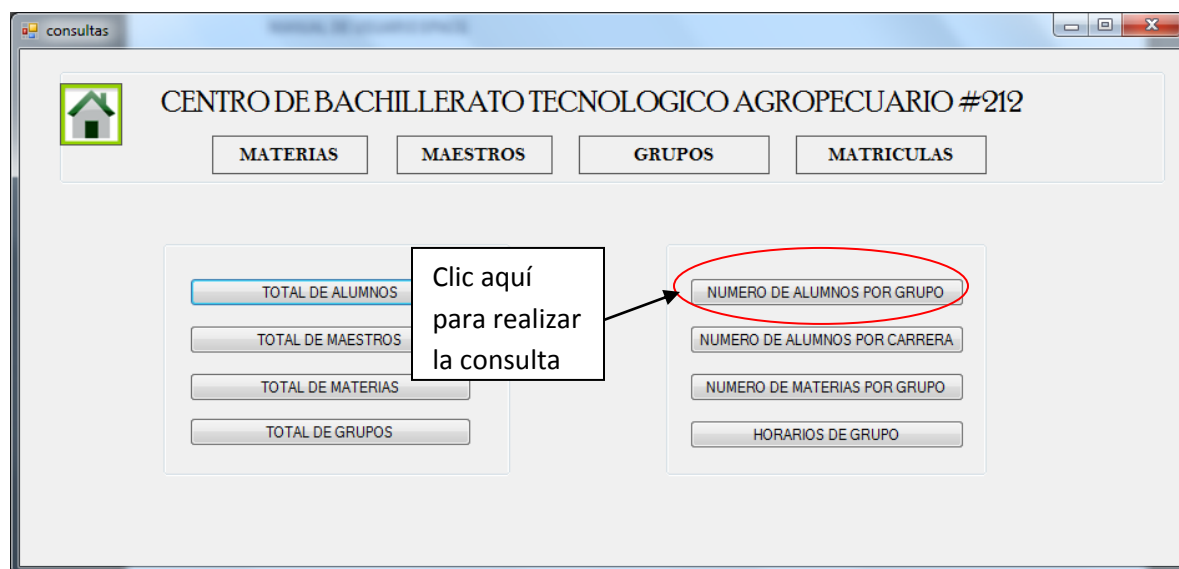 consultas
CENTRO DE BACHILLERATO TECNOLOGICO AGROPECUARIO #212
MATERIAS
MAESTROS
GRUPOS
MATRICULAS
TOTAL DE ALUMNOS
TOTAL DE MAESTROS
TOTAL DE MATERIAS
TOTAL DE GRUPOS
Clic aquí
para realizar
la consulta
NUMERO DE ALUMNOS POR GRUPO
NUMERO DE ALUMNOS POR CARRERA
NUMERO DE MATERIAS POR GRUPO
HORARIOS DE GRUPO